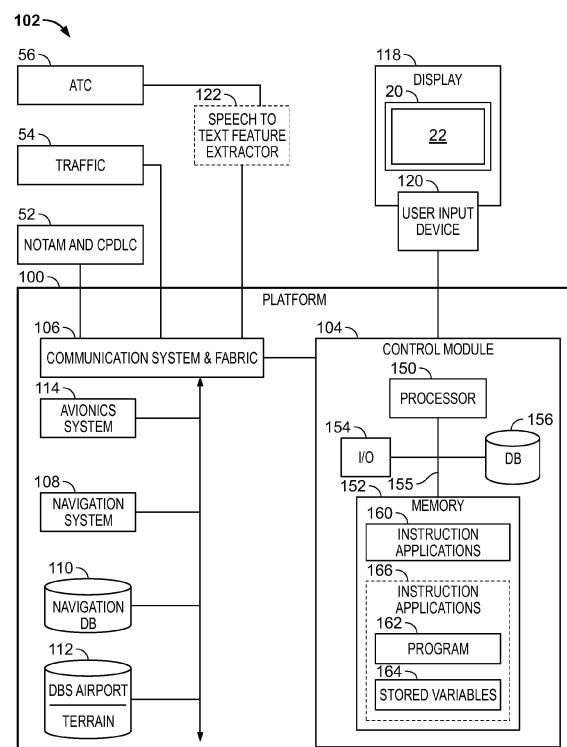 102
56
ATC
122
SPEECH TO
TEXT FEATURE
EXTRACTOR
54
TRAFFIC
52
NOTAM AND CPDLC
118
DISPLAY
20
22
120
USER INPUT
DEVICE
100
PLATFORM
106
COMMUNICATION SYSTEM & FABRIC
114
AVIONICS
SYSTEM
108
NAVIGATION
SYSTEM
110
NAVIGATION
DB
112
DBS AIRPORT
TERRAIN
104
CONTROL MODULE
150
PROCESSOR
154
I/O
156
DB
155
152
MEMORY
160
INSTRUCTION
APPLICATIONS
166
INSTRUCTION
APPLICATIONS
162
PROGRAM
164
STORED VARIABLES